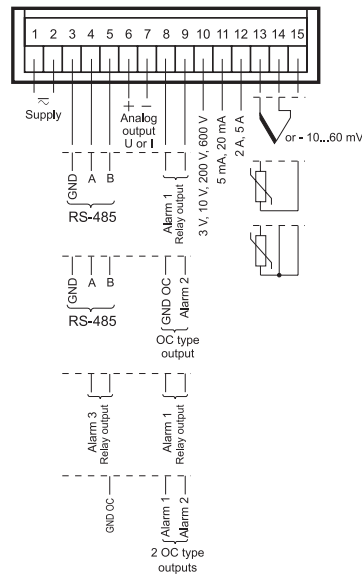 1 2 3 4 5 6 7 8 9 10 11 12 13 14 15
Supply
+ −
Analog
output
U or I
3 V, 10 V, 200 V, 600 V
5 mA, 20 mA
2 A, 5 A
or - 10...60 mV
GND
A
B
RS-485
Alarm 1
Relay output
GND
A
B
RS-485
GND OC
Alarm 2
OC type
output
Alarm 3
Relay output
Alarm 1
Relay output
GND OC
Alarm 1
Alarm 2
2 OC type
outputs